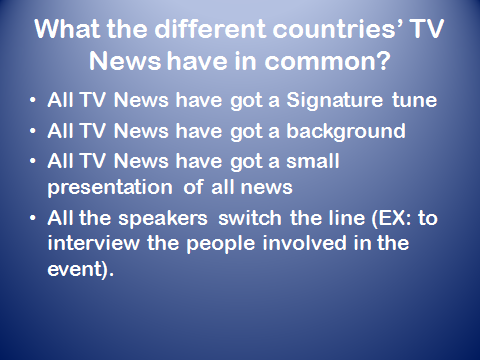 What the different countries’ TV
News have in common?
• All TV News have got a Signature tune
• All TV News have got a background
• All TV News have got a small
presentation of all news
• All the speakers switch the line (EX: to
interview the people involved in the
event).